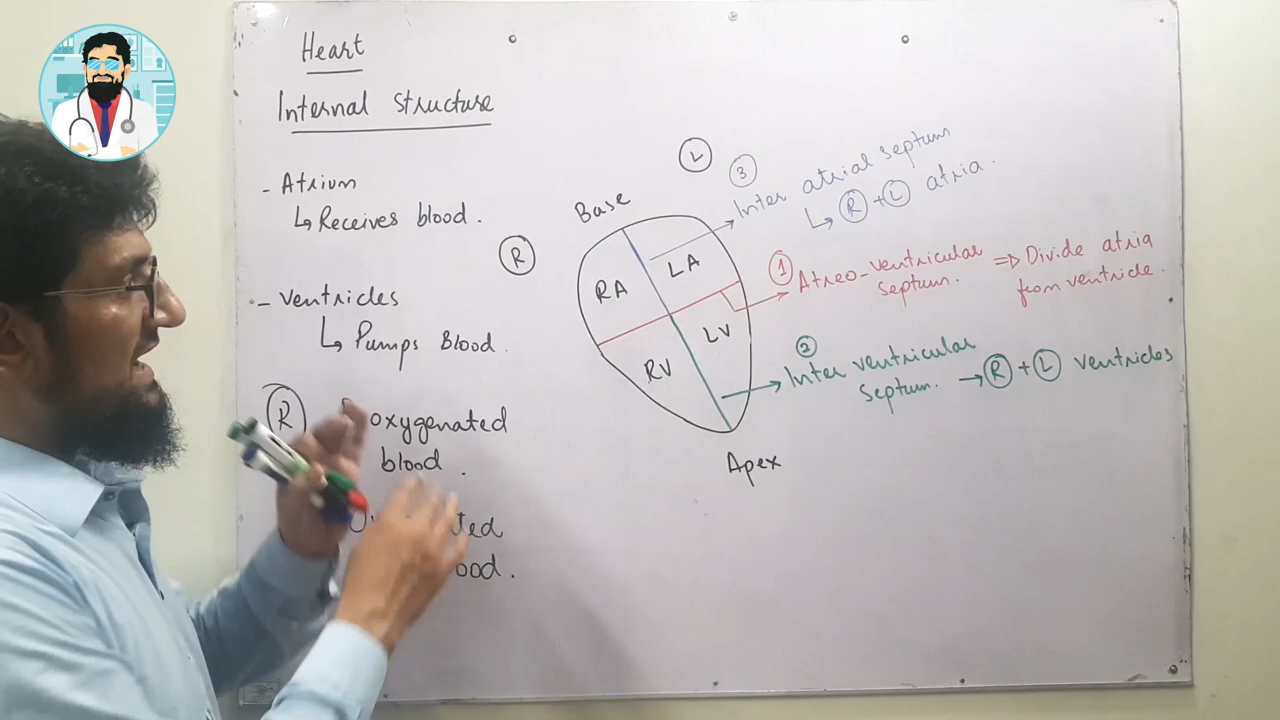 Heart
Internal structure
- Atrium
↳ Receives blood.
- Ventricles
↳ Pumps Blood.
R
oxygenated
blood.
R
L
Base
RA
LA
RV
LV
Apex
3
Inter atrial septum
↳ R + L atria.
1
Atreo-ventricular
septum.
⇒ Divide atria
from ventricle.
2
Inter ventricular
septum. → R + L ventricles